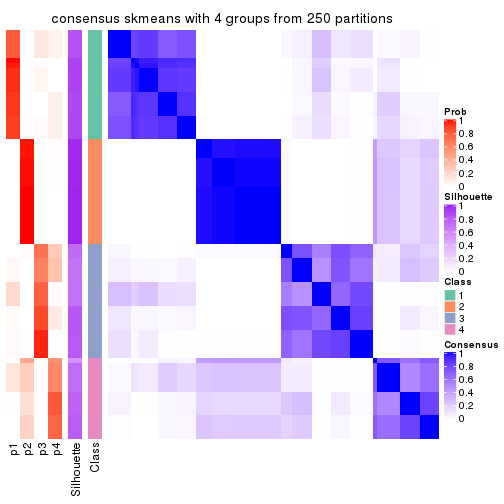 consensus skmeans with 4 groups from 250 partitions
Prob
1
0.8
0.6
0.4
0.2
0
Silhouette
1
0.8
0.6
0.4
0.2
0
Class
1
2
3
4
Consensus
1
0.8
0.6
0.4
0.2
0
p1
p2
p3
p4
Silhouette
Class